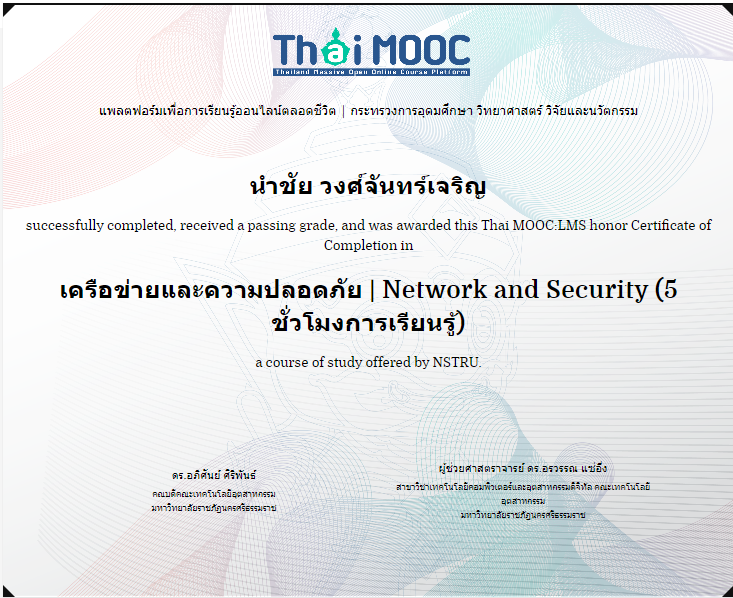 Thai MOOC
Thailand Massive Open Online Course Platform
แพลตฟอร์มเพื่อการเรียนรู้ออนไลน์ตลอดชีวิต | กระทรวงการอุดมศึกษา วิทยาศาสตร์ วิจัยและนวัตกรรม
นำชัย วงศ์จันทร์เจริญ
successfully completed, received a passing grade, and was awarded this Thai MOOC:LMS honor Certificate of
Completion in
เครือข่ายและความปลอดภัย | Network and Security (5
ชั่วโมงการเรียนรู้)
a course of study offered by NSTRU.
ดร.อภิศันย์ ศิริพันธ์
คณบดีคณะเทคโนโลยีอุตสาหกรรม
มหาวิทยาลัยราชภัฏนครศรีธรรมราช
ผู้ช่วยศาสตราจารย์ ดร.อรวรรณ แซ่อึ่ง
สาขาวิชาเทคโนโลยีคอมพิวเตอร์และอุตสาหกรรมดิจิทัล คณะเทคโนโลยี
อุตสาหกรรม
มหาวิทยาลัยราชภัฏนครศรีธรรมราช